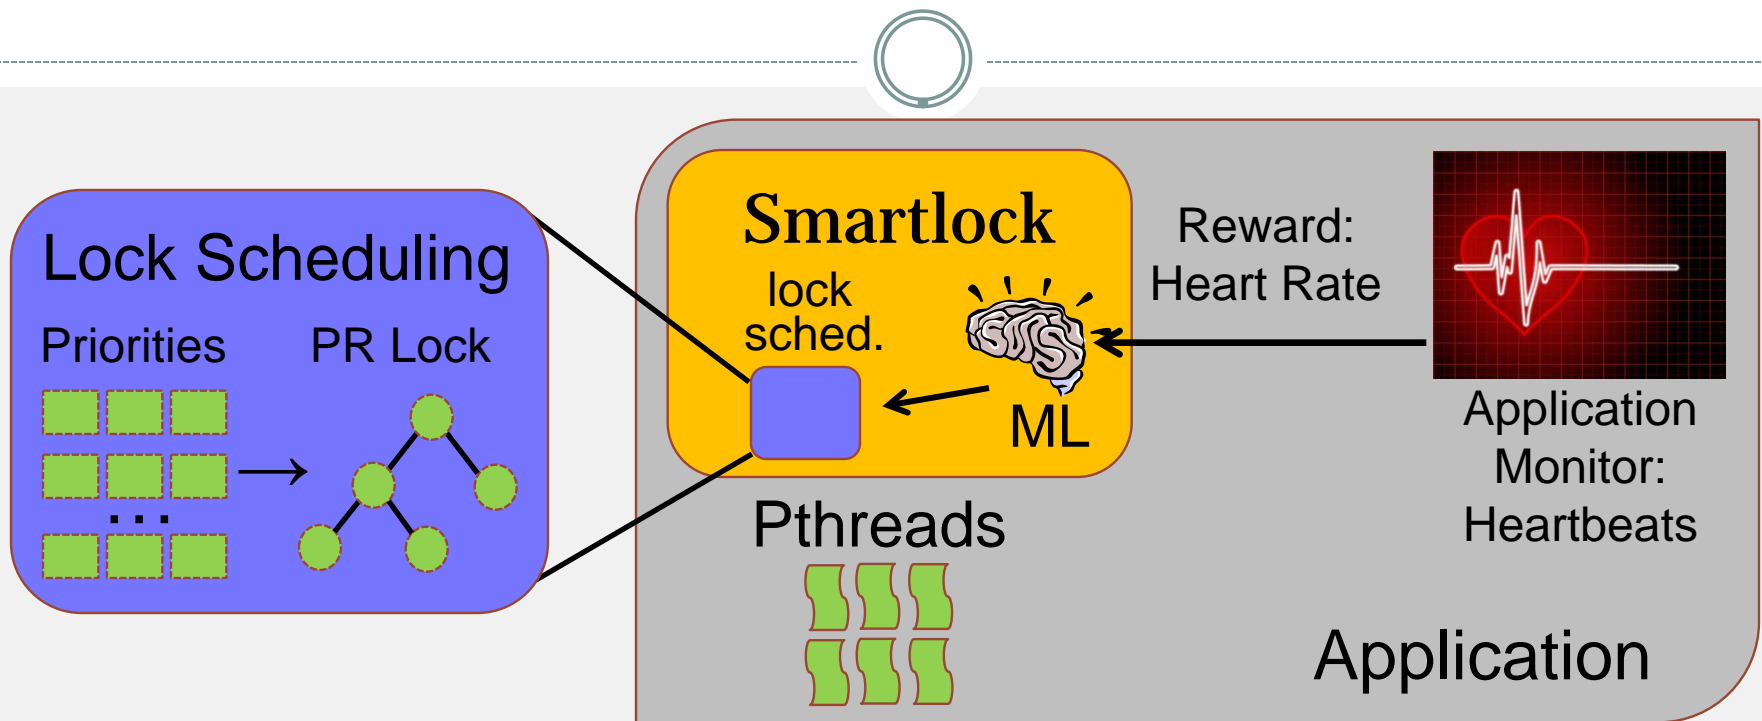 Lock Scheduling
Priorities
PR Lock
...
Smartlock
lock
sched.
ML
Pthreads
Reward:
Heart Rate
Application
Monitor:
Heartbeats
Application